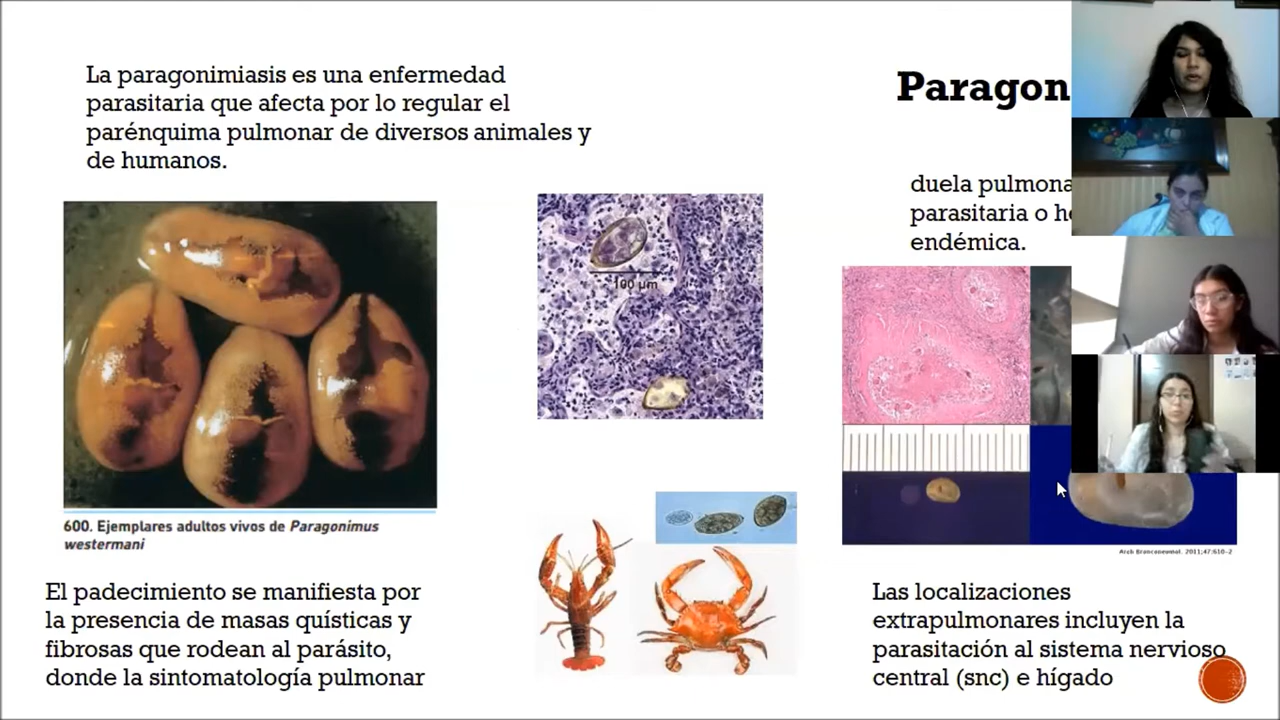 La paragonimiasis es una enfermedad
parasitaria que afecta por lo regular el
parénquima pulmonar de diversos animales y
de humanos.
Paragon
duela pulmona
parasitaria o he
endémica.
100 µm
600. Ejemplares adultos vivos de Paragonimus
westermani
Arch Bronconeumol. 2011;47:610-2
El padecimiento se manifiesta por
la presencia de masas quísticas y
fibrosas que rodean al parásito,
donde la sintomatología pulmonar
Las localizaciones
extrapulmonares incluyen la
parasitación al sistema nervioso
central (snc) e hígado